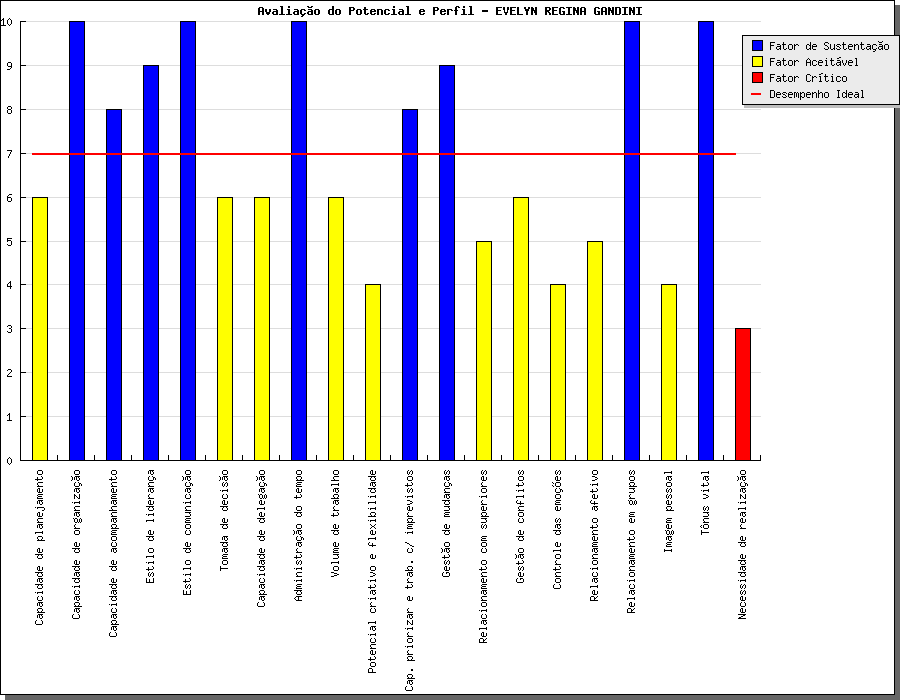 Avaliação do Potencial e Perfil - EVELYN REGINA GANDINI
Fator de Sustentação
Fator Aceitável
Fator Crítico
Desempenho Ideal
10
9
8
7
6
5
4
3
2
1
0
Capacidade de planejamento
Capacidade de organização
Capacidade de acompanhamento
Estilo de liderança
Estilo de comunicação
Tomada de decisão
Capacidade de delegação
Administração do tempo
Volume de trabalho
Potencial criativo e flexibilidade
Cap. priorizar e trab. c/ imprevistos
Gestão de mudanças
Relacionamento com superiores
Gestão de conflitos
Controle das emoções
Relacionamento afetivo
Relacionamento em grupos
Imagem pessoal
Tônus vital
Necessidade de realização